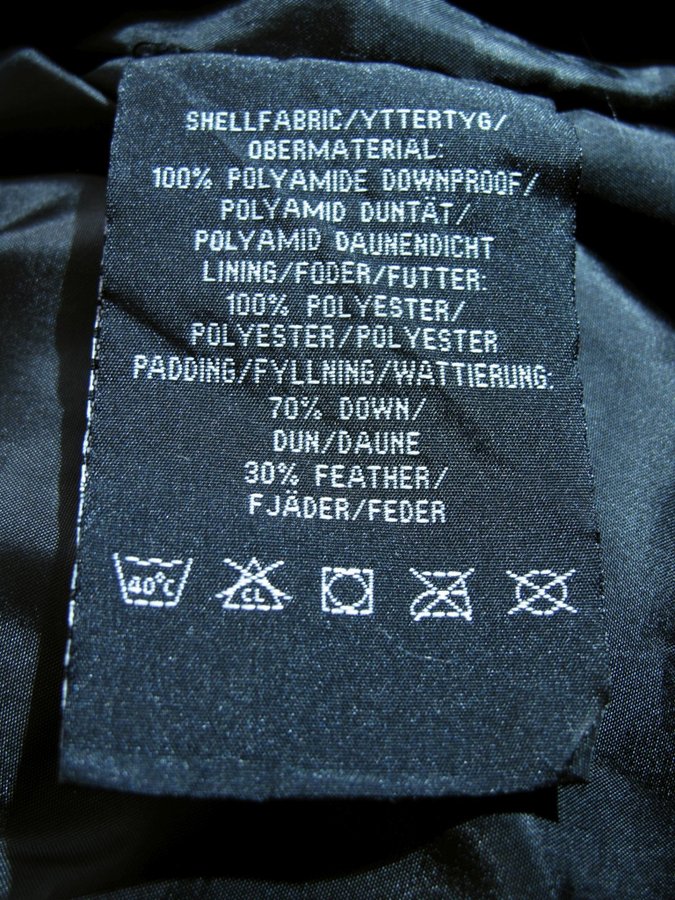 SHELLFABRIC/YTTERTYG/
OBERMATERIAL:
100% POLYAMIDE DOWNPROOF/
POLYAMID DUNTÄT/
POLYAMID DAUNENDICHT
LINING/FODER/FUTTER:
100% POLYESTER/
POLYESTER/POLYESTER
PADDING/FYLLNING/WATTIERUNG:
70% DOWN/
DUN/DAUNE
30% FEATHER/
FJÄDER/FEDER
40°C CL